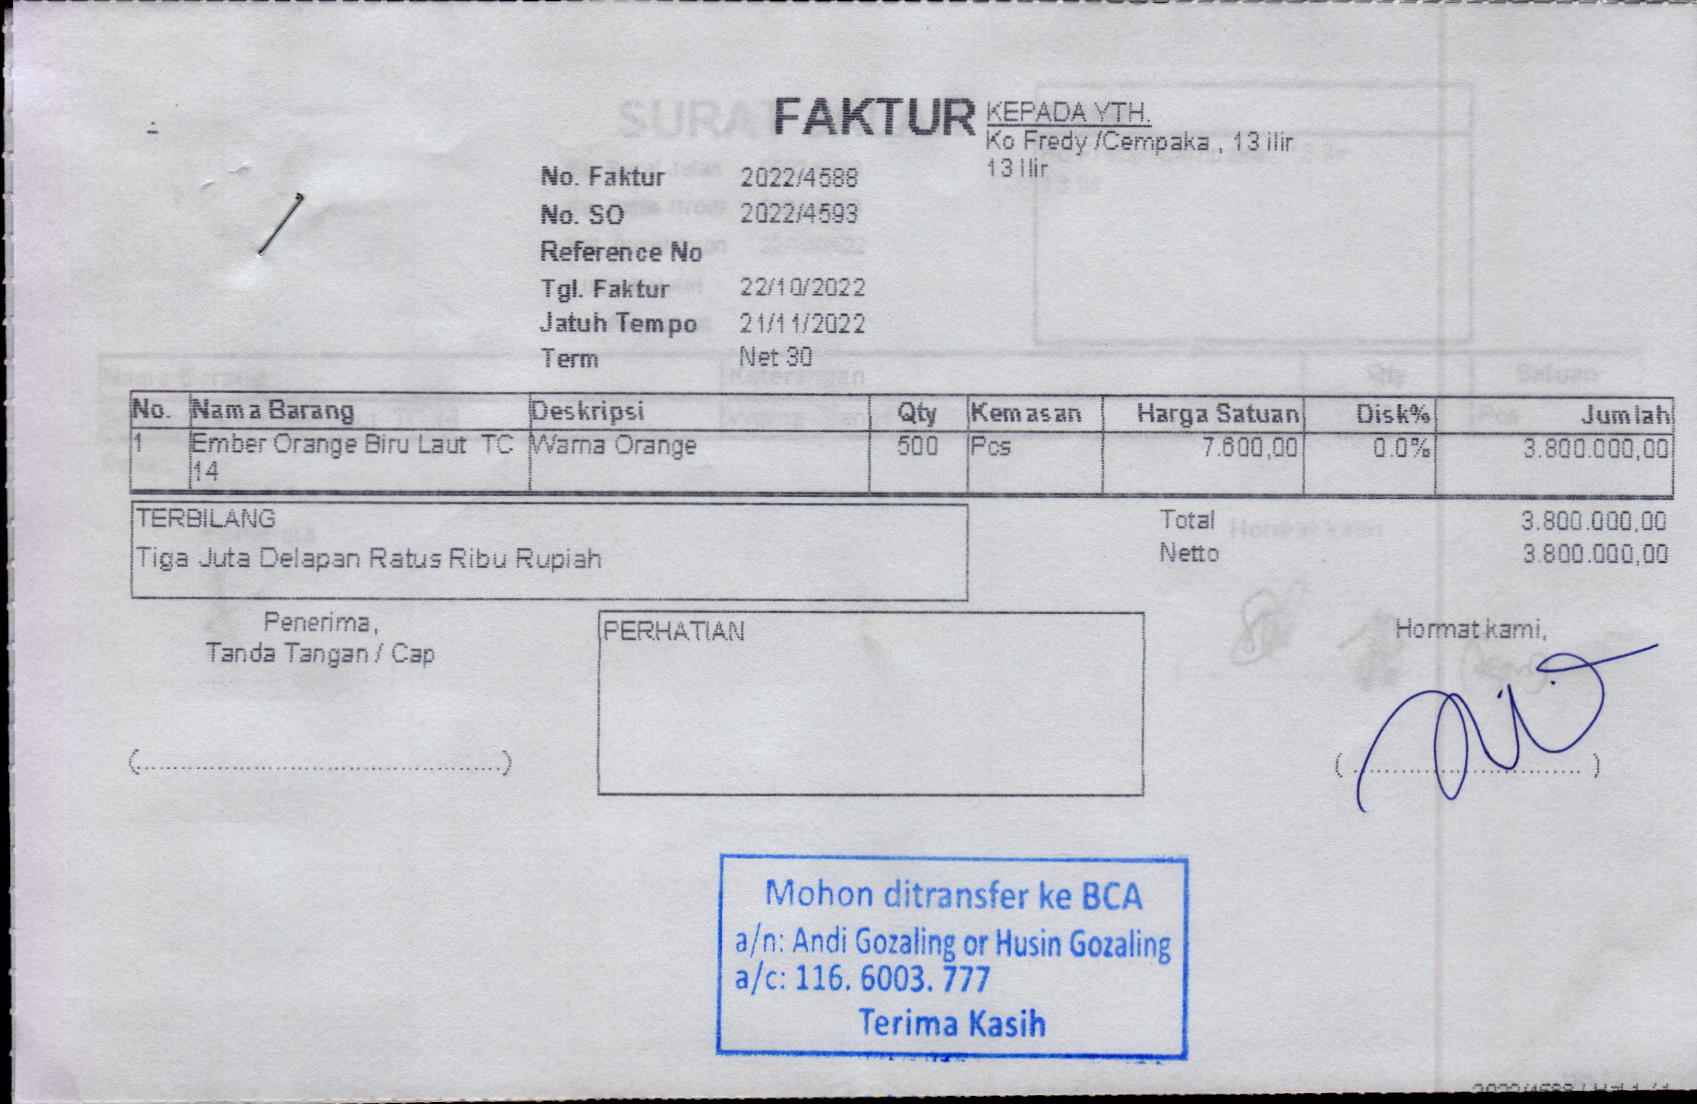 FAKTUR
KEPADA YTH.
Ko Fredy /Cempaka , 13 ilir
13 Ilir
No. Faktur 2022/4588
No. SO 2022/4593
Reference No
Tgl. Faktur 22/10/2022
Jatuh Tempo 21/11/2022
Term Net 30
No. Nama Barang Deskripsi Qty Kemasan Harga Satuan Disk% Jumlah
1 Ember Orange Biru Laut TC Warna Orange 500 Pcs 7.600,00 0.0% 3.800.000,00
14
TERBILANG
Tiga Juta Delapan Ratus Ribu Rupiah
Total 3.800.000,00
Netto 3.800.000,00
Penerima,
Tanda Tangan / Cap
PERHATIAN
Hormat kami,
(..........................................)
( .............................. )
Mohon ditransfer ke BCA
a/n: Andi Gozaling or Husin Gozaling
a/c: 116. 6003. 777
Terima Kasih